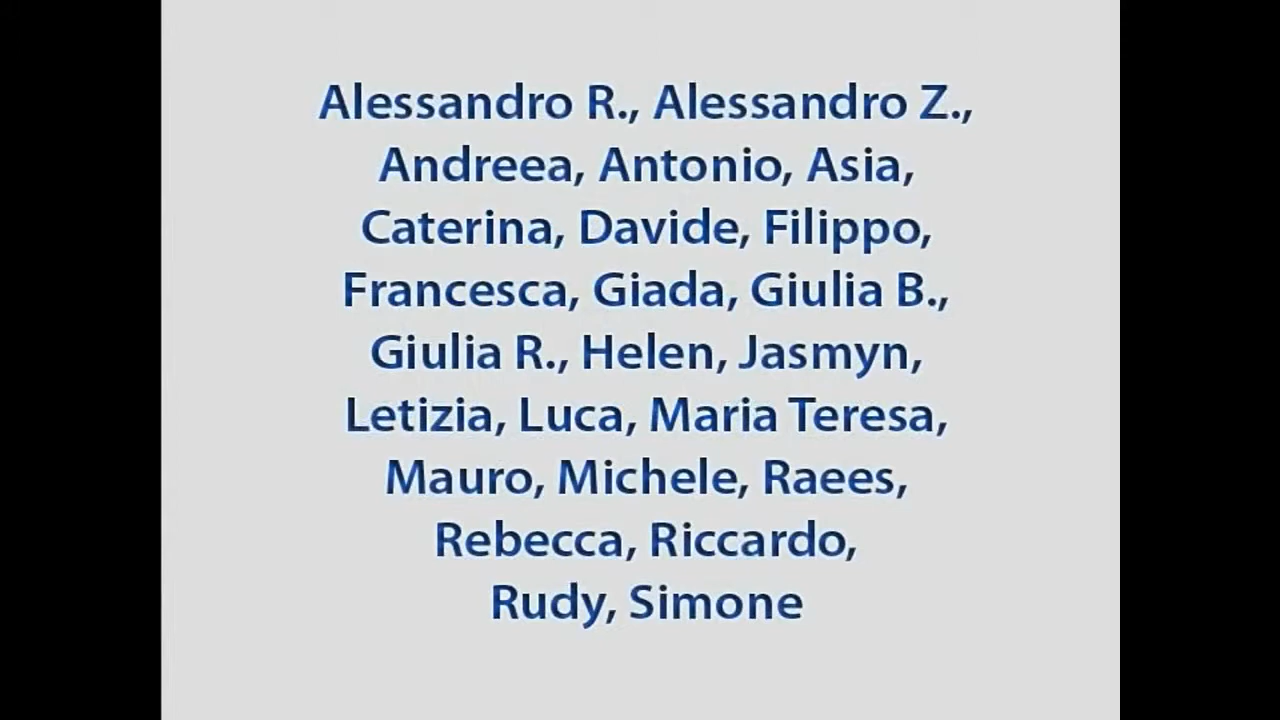 Alessandro R., Alessandro Z.,
Andreea, Antonio, Asia,
Caterina, Davide, Filippo,
Francesca, Giada, Giulia B.,
Giulia R., Helen, Jasmyn,
Letizia, Luca, Maria Teresa,
Mauro, Michele, Raees,
Rebecca, Riccardo,
Rudy, Simone